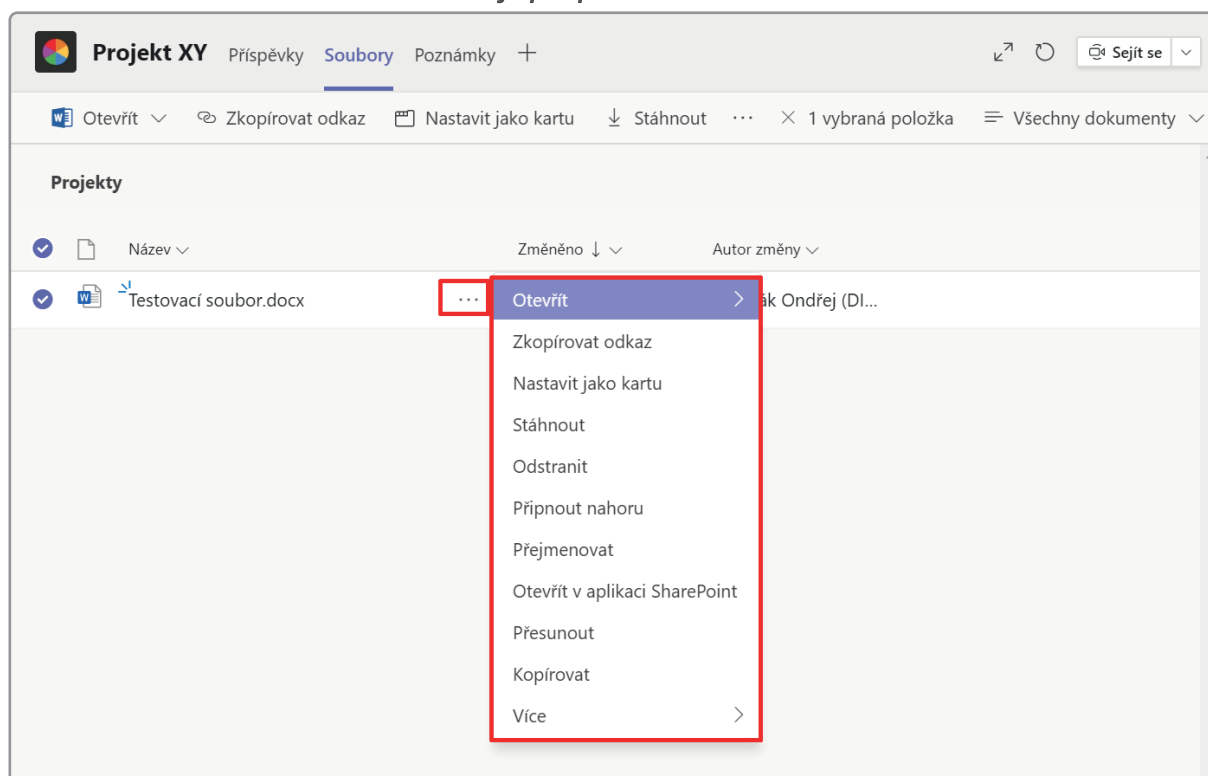 Projekt XY Příspěvky Soubory Poznámky Sejít se
Otevřít Zkopírovat odkaz Nastavit jako kartu Stáhnout ... 1 vybraná položka Všechny dokumenty
Projekty
Název Změněno Autor změny
Testovací soubor.docx ... Otevřít ák Ondřej (DI...
Zkopírovat odkaz
Nastavit jako kartu
Stáhnout
Odstranit
Připnout nahoru
Přejmenovat
Otevřít v aplikaci SharePoint
Přesunout
Kopírovat
Více